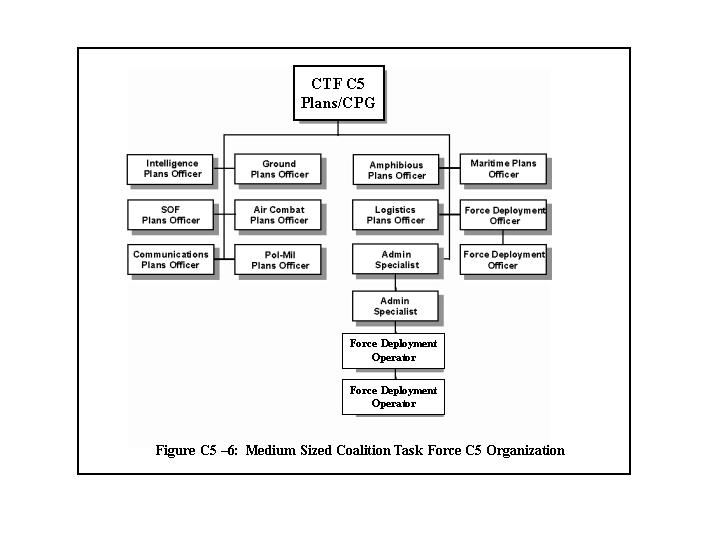 CTF C5
Plans/CPG
Intelligence
Plans Officer
Ground
Plans Officer
Amphibious
Plans Officer
Maritime Plans
Officer
SOF
Plans Officer
Air Combat
Plans Officer
Logistics
Plans Officer
Force Deployment
Officer
Communications
Plans Officer
Pol-Mil
Plans Officer
Admin
Specialist
Force Deployment
Officer
Admin
Specialist
Force Deployment
Operator
Force Deployment
Operator
Figure C5 –6: Medium Sized Coalition Task Force C5 Organization